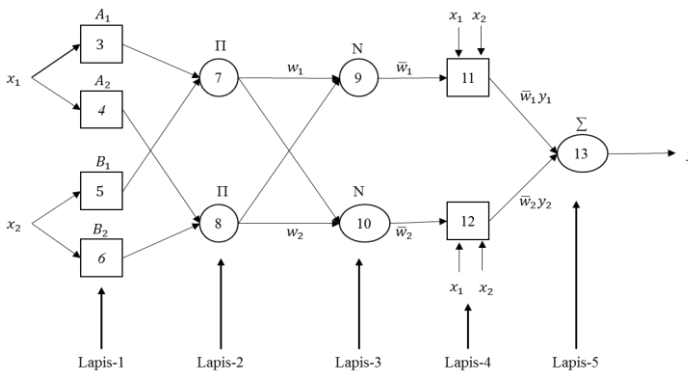 A₁
3
x₁
A₂
4
B₁
5
x₂
B₂
6
Π
7
Π
8
w₁
w₂
N
9
N
10
w̅₁
w̅₂
x₁ x₂
11
12
x₁ x₂
w̅₁y₁
w̅₂y₂
Σ
13
Lapis-1 Lapis-2 Lapis-3 Lapis-4 Lapis-5